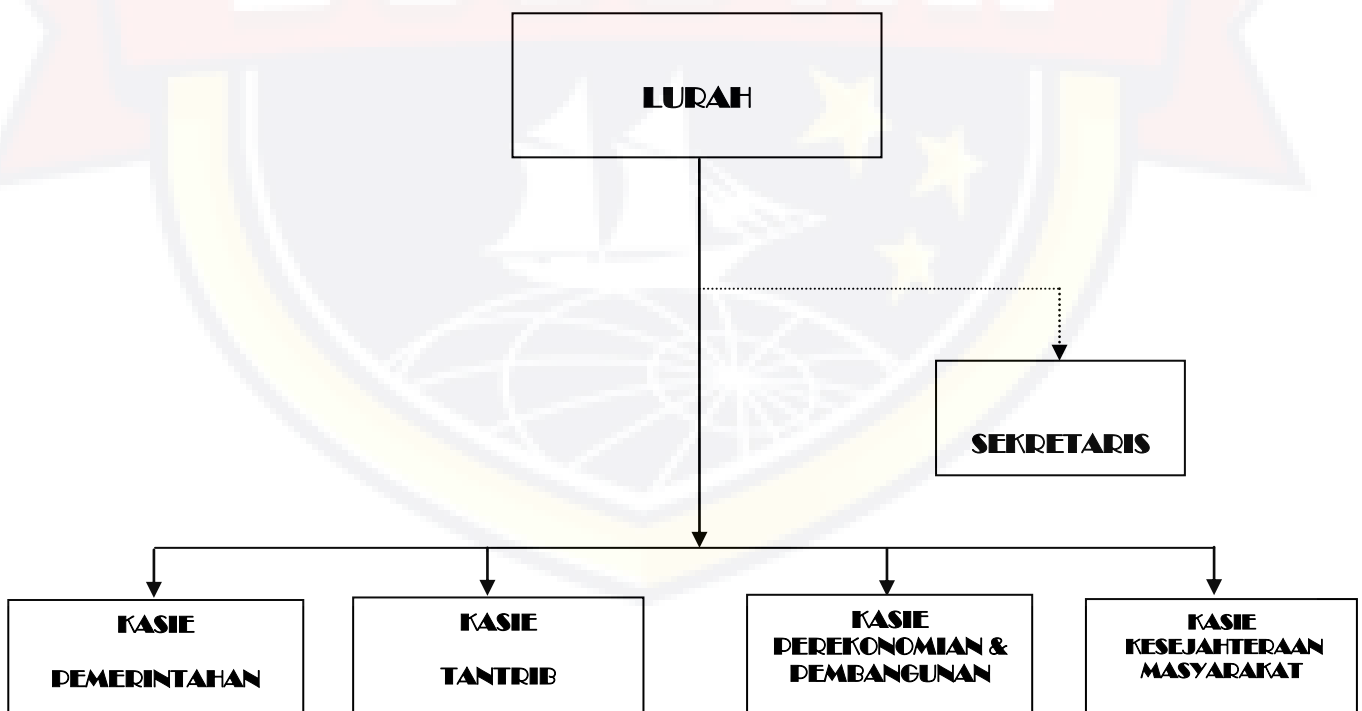 LURAH
SEKRETARIS
KASIE
PEMERINTAHAN
KASIE
TANTRIB
KASIE
PEREKONOMIAN &
PEMBANGUNAN
KASIE
KESEJAHTERAAN
MASYARAKAT